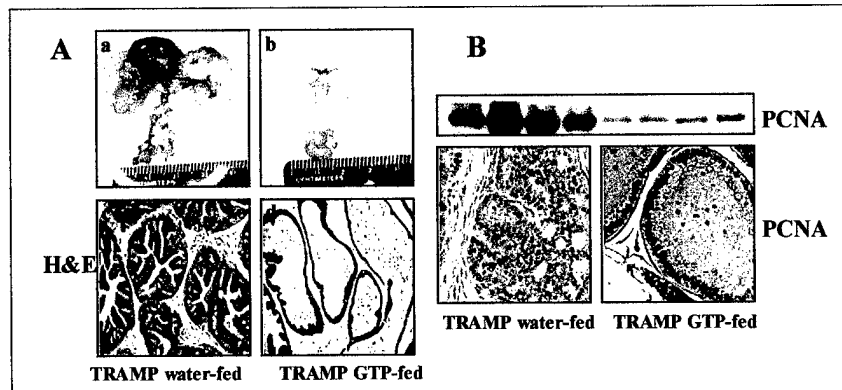 A
a
b
B
PCNA
H&E
PCNA
TRAMP water-fed
TRAMP GTP-fed
TRAMP water-fed
TRAMP GTP-fed